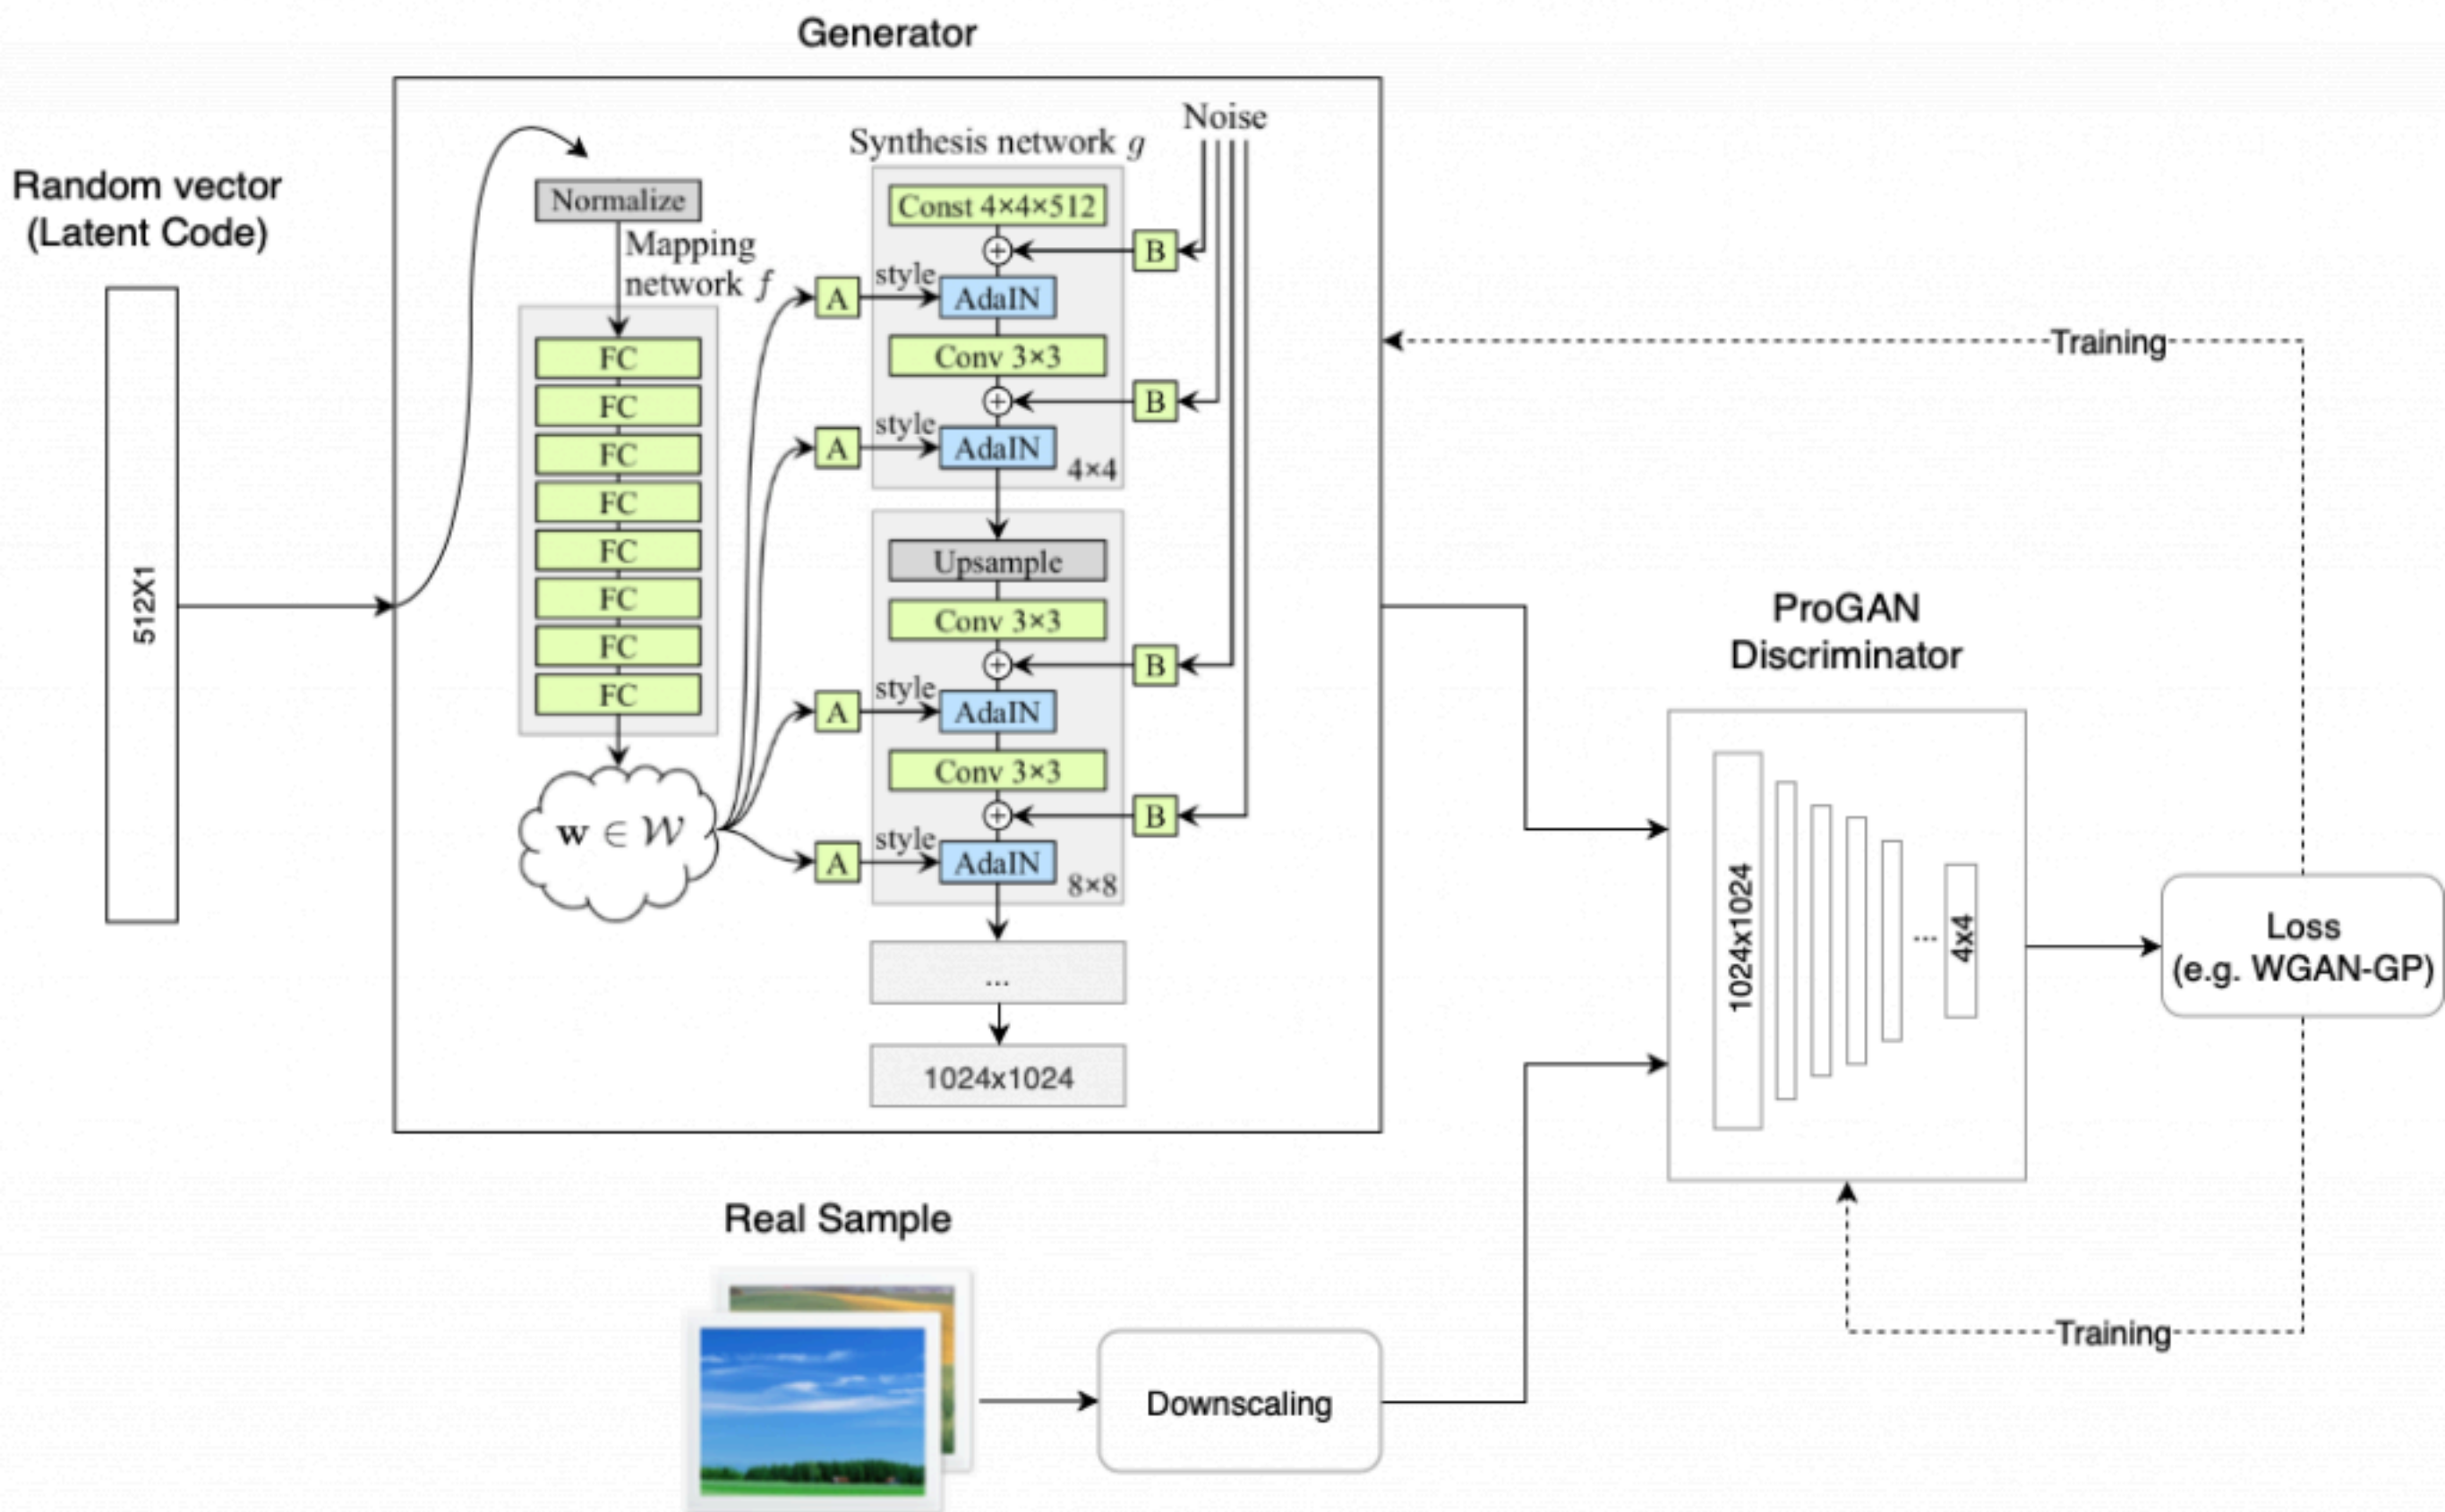 Generator
Random vector
(Latent Code)
512X1
Normalize
Mapping
network f
FC
FC
FC
FC
FC
FC
FC
FC
w ∈ W
Synthesis network g
Noise
Const 4×4×512
B
A
style
AdaIN
Conv 3×3
B
A
style
AdaIN
4×4
Upsample
Conv 3×3
B
A
style
AdaIN
Conv 3×3
B
A
style
AdaIN
8×8
...
1024x1024
Training
ProGAN
Discriminator
1024x1024
...
4x4
Loss
(e.g. WGAN-GP)
Training
Real Sample
Downscaling